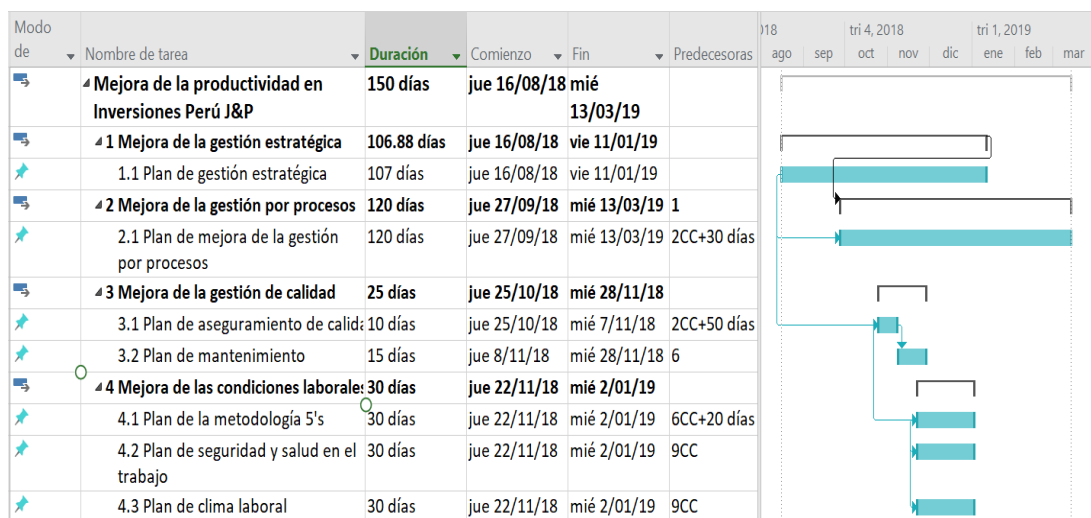 Modo de Nombre de tarea Duración Comienzo Fin Predecesoras
018 tri 4, 2018 tri 1, 2019
ago sep oct nov dic ene feb mar
Mejora de la productividad en Inversiones Perú J&P 150 días jue 16/08/18 mié 13/03/19
1 Mejora de la gestión estratégica 106.88 días jue 16/08/18 vie 11/01/19
1.1 Plan de gestión estratégica 107 días jue 16/08/18 vie 11/01/19
2 Mejora de la gestión por procesos 120 días jue 27/09/18 mié 13/03/19 1
2.1 Plan de mejora de la gestión por procesos 120 días jue 27/09/18 mié 13/03/19 2CC+30 días
3 Mejora de la gestión de calidad 25 días jue 25/10/18 mié 28/11/18
3.1 Plan de aseguramiento de calida 10 días jue 25/10/18 mié 7/11/18 2CC+50 días
3.2 Plan de mantenimiento 15 días jue 8/11/18 mié 28/11/18 6
4 Mejora de las condiciones laborales 30 días jue 22/11/18 mié 2/01/19
4.1 Plan de la metodología 5's 30 días jue 22/11/18 mié 2/01/19 6CC+20 días
4.2 Plan de seguridad y salud en el trabajo 30 días jue 22/11/18 mié 2/01/19 9CC
4.3 Plan de clima laboral 30 días jue 22/11/18 mié 2/01/19 9CC